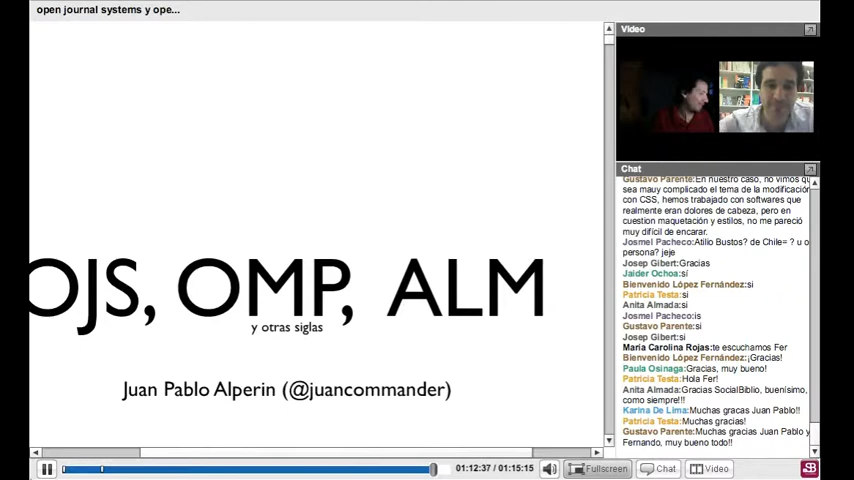 open journal systems y ope...
Video
OJS, OMP, ALM
y otras siglas
Juan Pablo Alperin (@juancommander)
Chat
Gustavo Parente:En nuestro caso, no vimos qu
sea mauy complicado el tema de la modificación
con CSS, hemos trabajado con softwares que
realmente eran dolores de cabeza, pero en
cuestion maquetación y estilos, no me pareció
muy difícil de encarar.
Josmel Pacheco:Atilio Bustos? de Chile= ? u o
persona? jeje
Josep Gibert:Gracias
Jaider Ochoa:sí
Bienvenido López Fernández:si
Patricia Testa:si
Anita Almada:si
Josmel Pacheco:is
Gustavo Parente:si
Josep Gibert:si
María Carolina Rojas:te escuchamos Fer
Bienvenido López Fernández:¡Gracias!
Paula Osinaga:Gracias, muy bueno!
Patricia Testa:Hola Fer!
Anita Almada:Gracias SocialBiblio, buenísimo,
como siempre!!!
Karina De Lima:Muchas gracas Juan Pablo!!
Patricia Testa:Muchas gracias!
Gustavo Parente:Muchas gracias Juan Pablo y
Fernando, muy bueno todo!!
01:12:37 / 01:15:15
Fullscreen
Chat
Video
SB